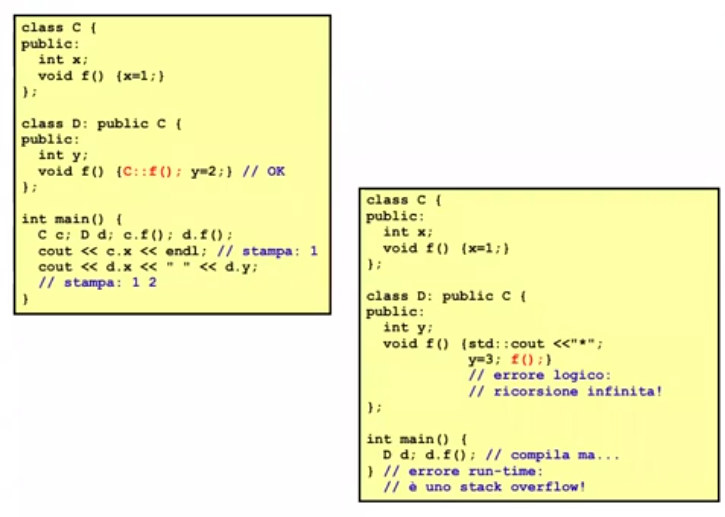 class C {
public:
  int x;
  void f() {x=1;}
};

class D: public C {
public:
  int y;
  void f() {C::f(); y=2;} // OK
};

int main() {
  C c; D d; c.f(); d.f();
  cout << c.x << endl; // stampa: 1
  cout << d.x << " " << d.y;
  // stampa: 1 2
}

class C {
public:
  int x;
  void f() {x=1;}
};

class D: public C {
public:
  int y;
  void f() {std::cout <<"*";
            y=3; f();}
            // errore logico:
            // ricorsione infinita!
};

int main() {
  D d; d.f(); // compila ma...
} // errore run-time:
  // è uno stack overflow!